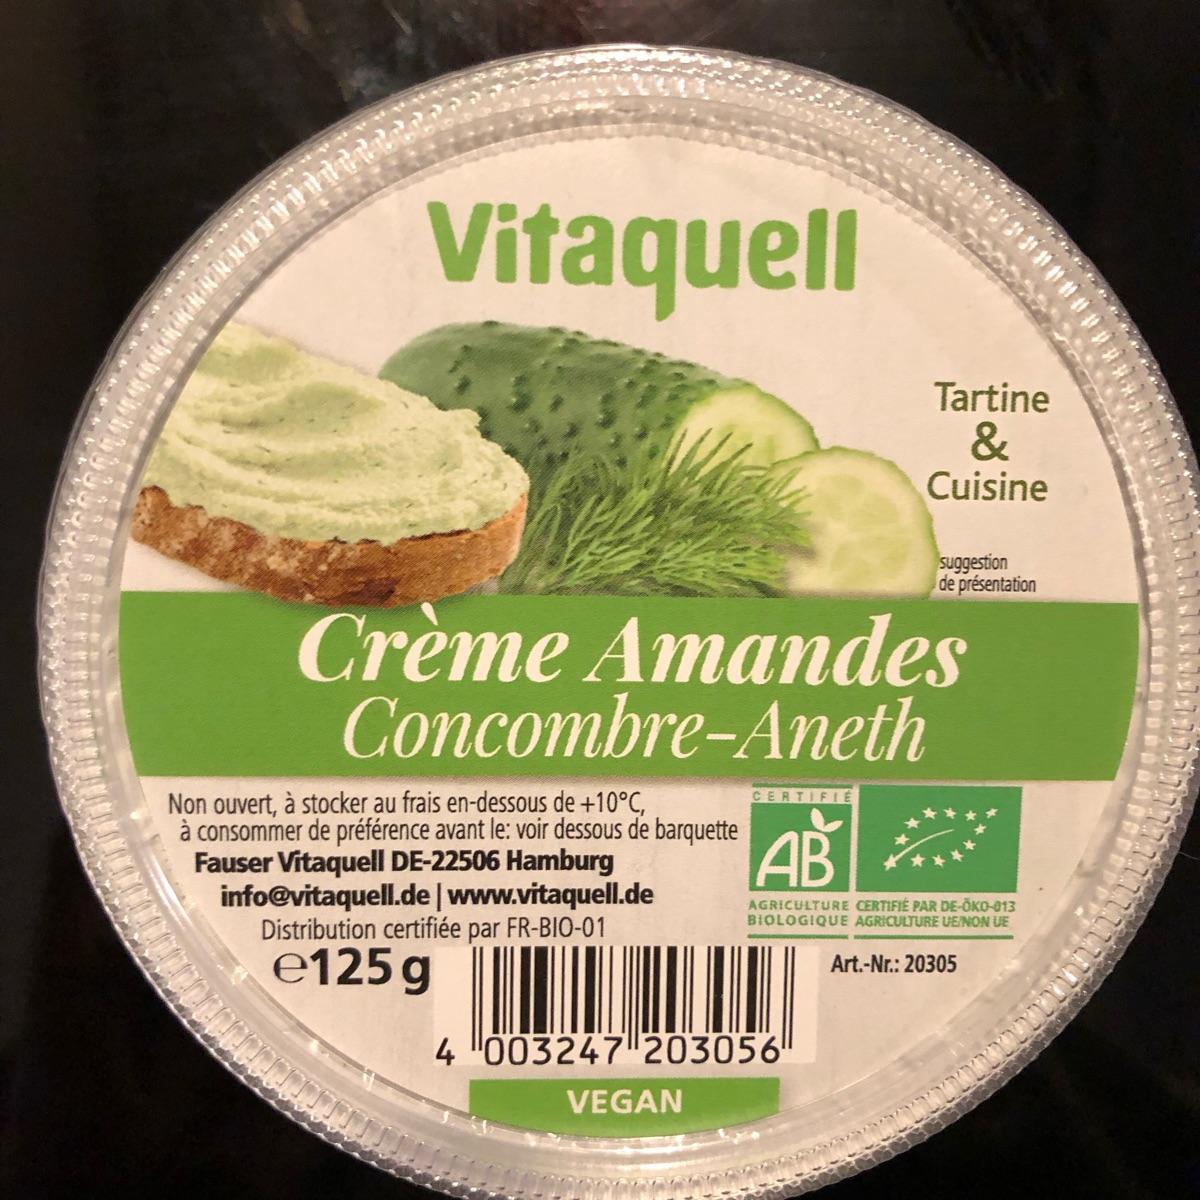 Vitaquell
Tartine
&
Cuisine
suggestion
de présentation
Crème Amandes
Concombre-Aneth
Non ouvert, à stocker au frais en-dessous de +10°C,
à consommer de préférence avant le: voir dessous de barquette
Fauser Vitaquell DE-22506 Hamburg
info@vitaquell.de | www.vitaquell.de
Distribution certifiée par FR-BIO-01
℮125 g
CERTIFIÉ
AB
AGRICULTURE
BIOLOGIQUE
CERTIFIÉ PAR DE-ÖKO-013
AGRICULTURE UE/NON UE
Art.-Nr.: 20305
4 003247 203056
VEGAN